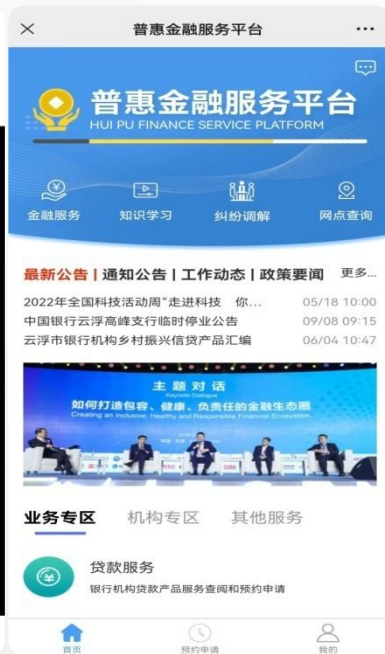 普惠金融服务平台
普惠金融服务平台
HUI PU FINANCE SERVICE PLATFORM
金融服务 知识学习 纠纷调解 网点查询
最新公告 | 通知公告 | 工作动态 | 政策要闻 更多...
2022年全国科技活动周“走进科技 你... 05/18 10:00
中国银行云浮高峰支行临时停业公告 09/08 09:15
云浮市银行机构乡村振兴信贷产品汇编 06/04 10:47
主题对话
Keynote Dialogue
如何打造包容、健康、负责任的金融生态圈
Creating an Inclusive, Healthy and Responsible Financial Ecosystem
业务专区 机构专区 其他服务
贷款服务
银行机构贷款产品服务查阅和预约申请
首页 预约申请 我的